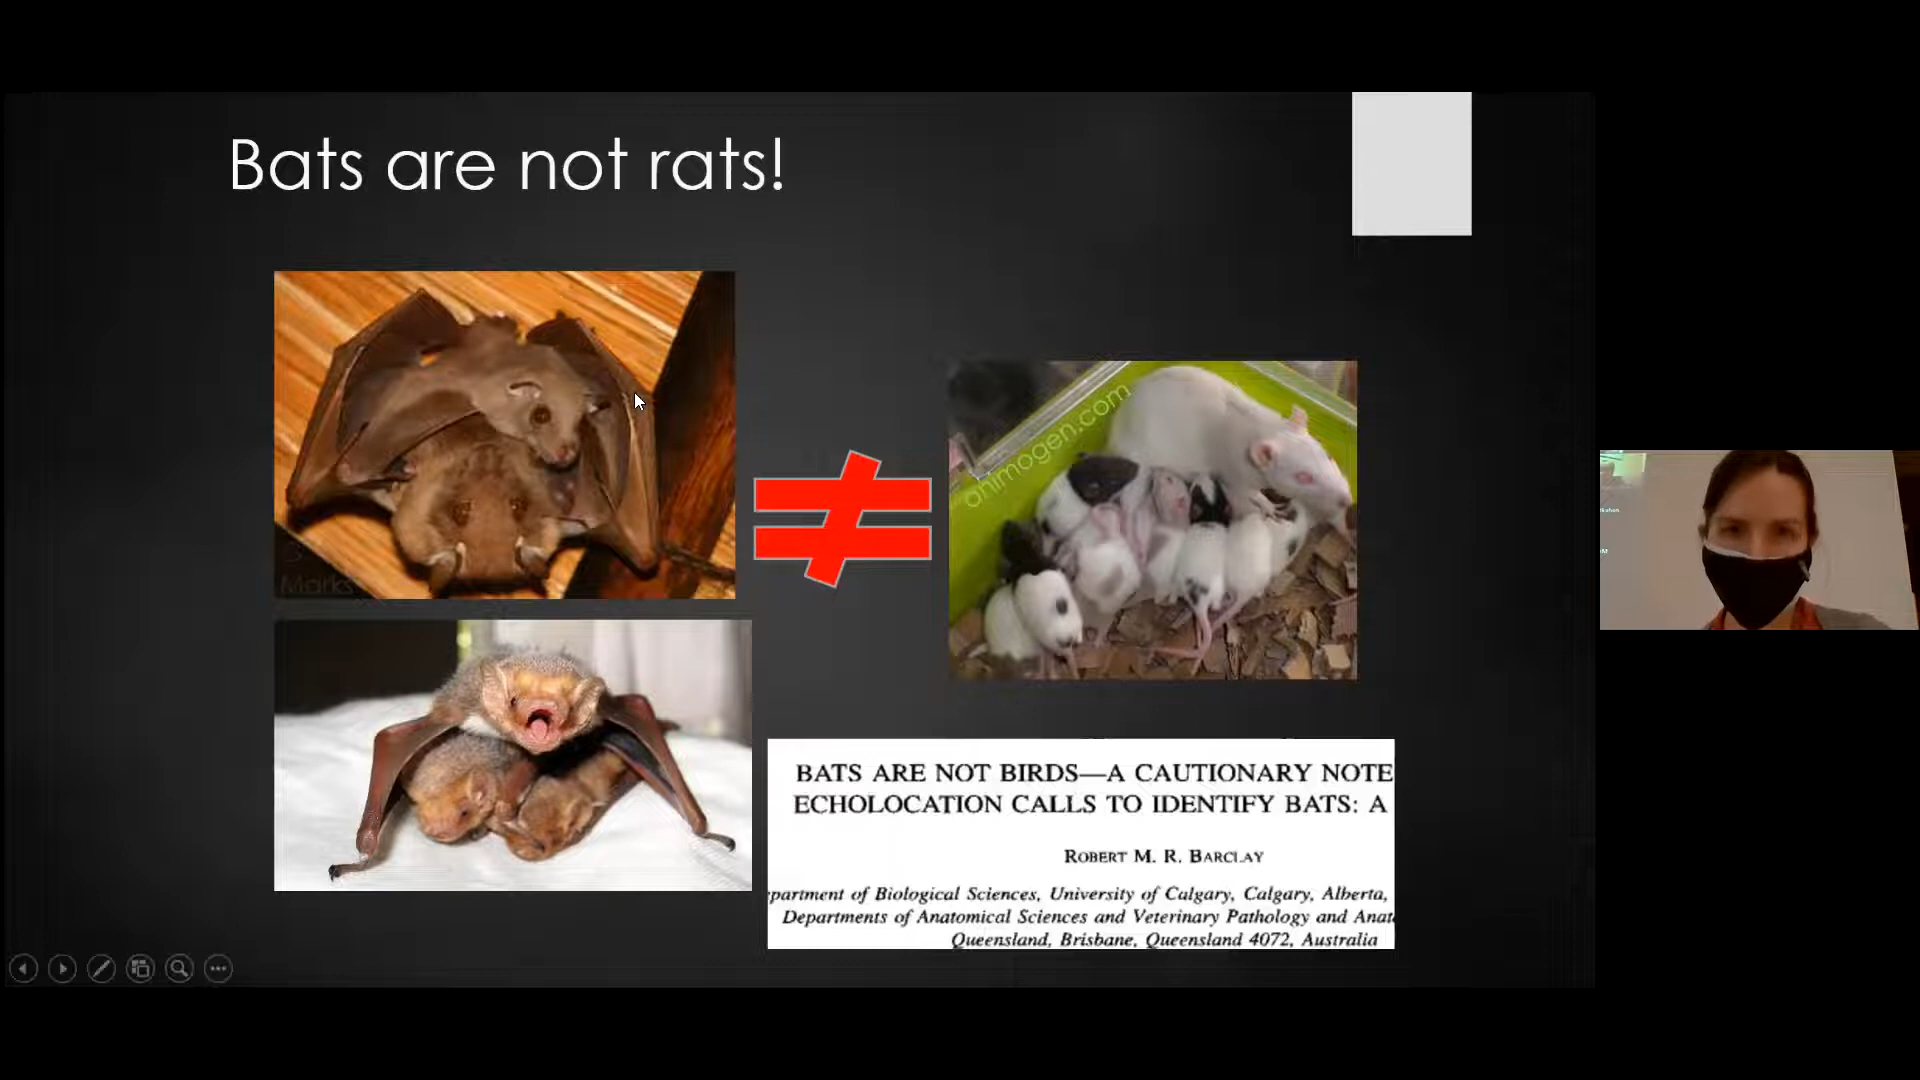 Bats are not rats!
animogen.com
Marks
BATS ARE NOT BIRDS—A CAUTIONARY NOTE
ECHOLOCATION CALLS TO IDENTIFY BATS: A
ROBERT M. R. BARCLAY
partment of Biological Sciences, University of Calgary, Calgary, Alberta,
Departments of Anatomical Sciences and Veterinary Pathology and Anat
Queensland, Brisbane, Queensland 4072, Australia